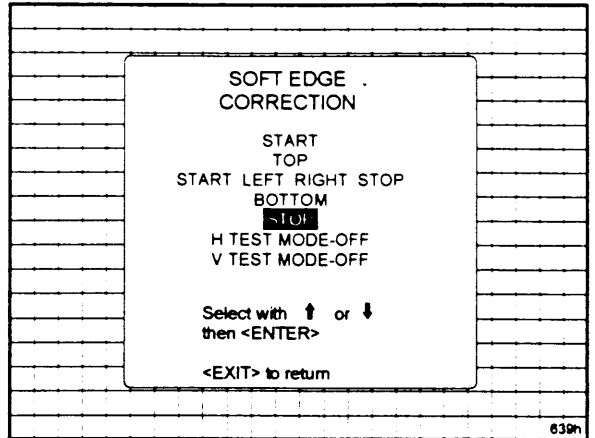 SOFT EDGE
CORRECTION
START
TOP
START LEFT RIGHT STOP
BOTTOM
STOP
H TEST MODE-OFF
V TEST MODE-OFF
Select with ⬆ or ⬇
then <ENTER>
<EXIT> to return
639h